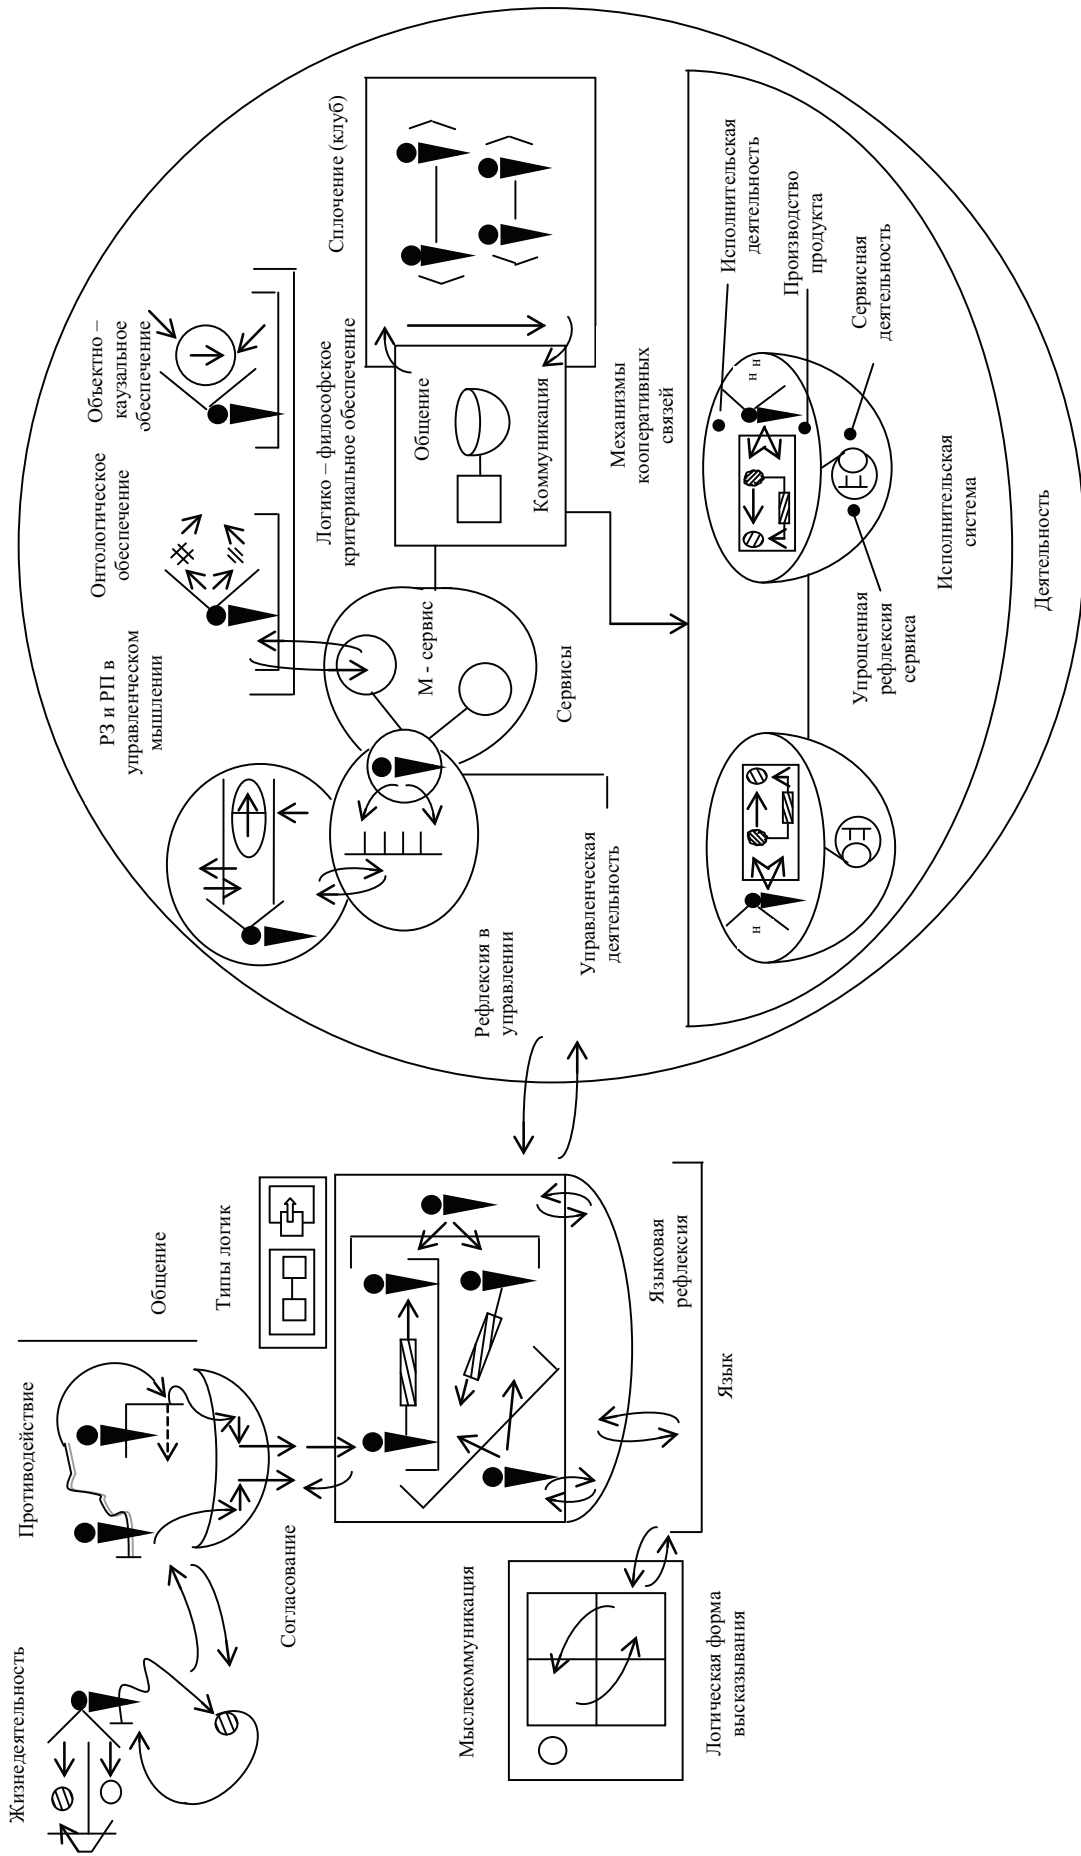 Жизнедеятельность
Противодействие
Общение
Типы логик
Согласование
Мыслекоммуникация
Логическая форма
высказывания
Языковая
рефлексия
Язык
РЗ и РП в
управленческом
мышлении
Онтологическое
обеспечение
Объектно –
каузальное
обеспечение
Логико – философское
критериальное обеспечение
Сплочение (клуб)
Общение
Коммуникация
М - сервис
Сервисы
Рефлексия в
управлении
Управленческая
деятельность
Механизмы
кооперативных
связей
Исполнительская
деятельность
Производство
продукта
Сервисная
деятельность
н
н н
Упрощенная
рефлексия
сервиса
Исполнительская
система
Деятельность